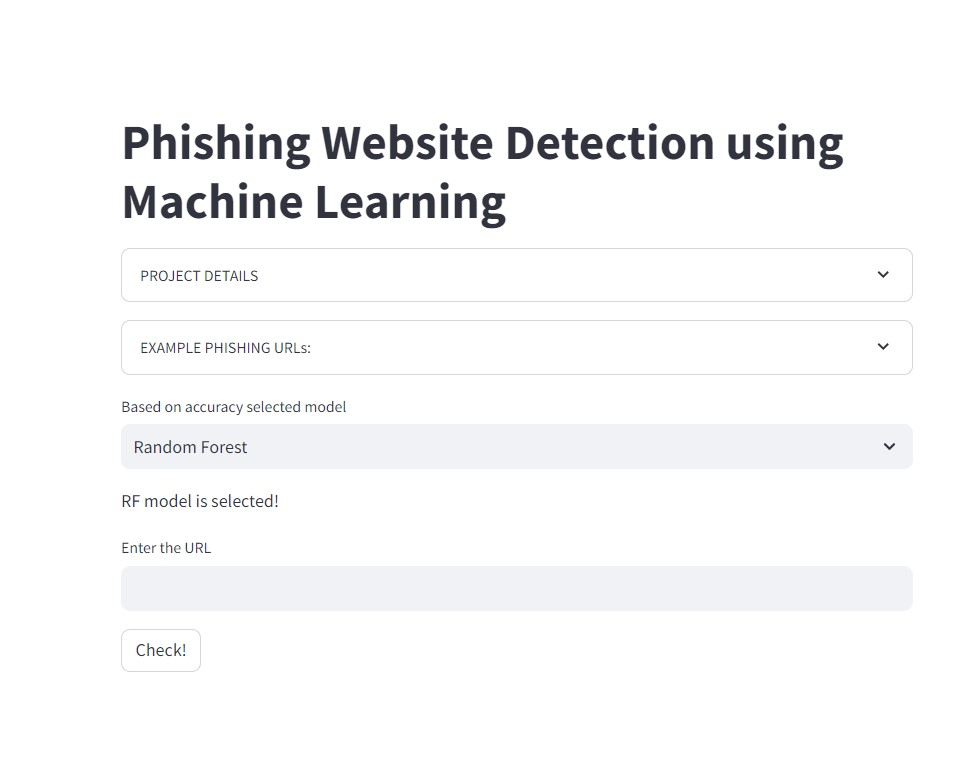 Phishing Website Detection using
Machine Learning
PROJECT DETAILS
EXAMPLE PHISHING URLs:
Based on accuracy selected model
Random Forest
RF model is selected!
Enter the URL
Check!